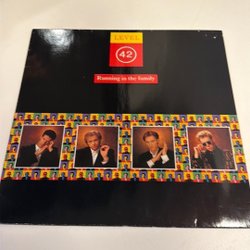 LEVEL
42
Running in the family